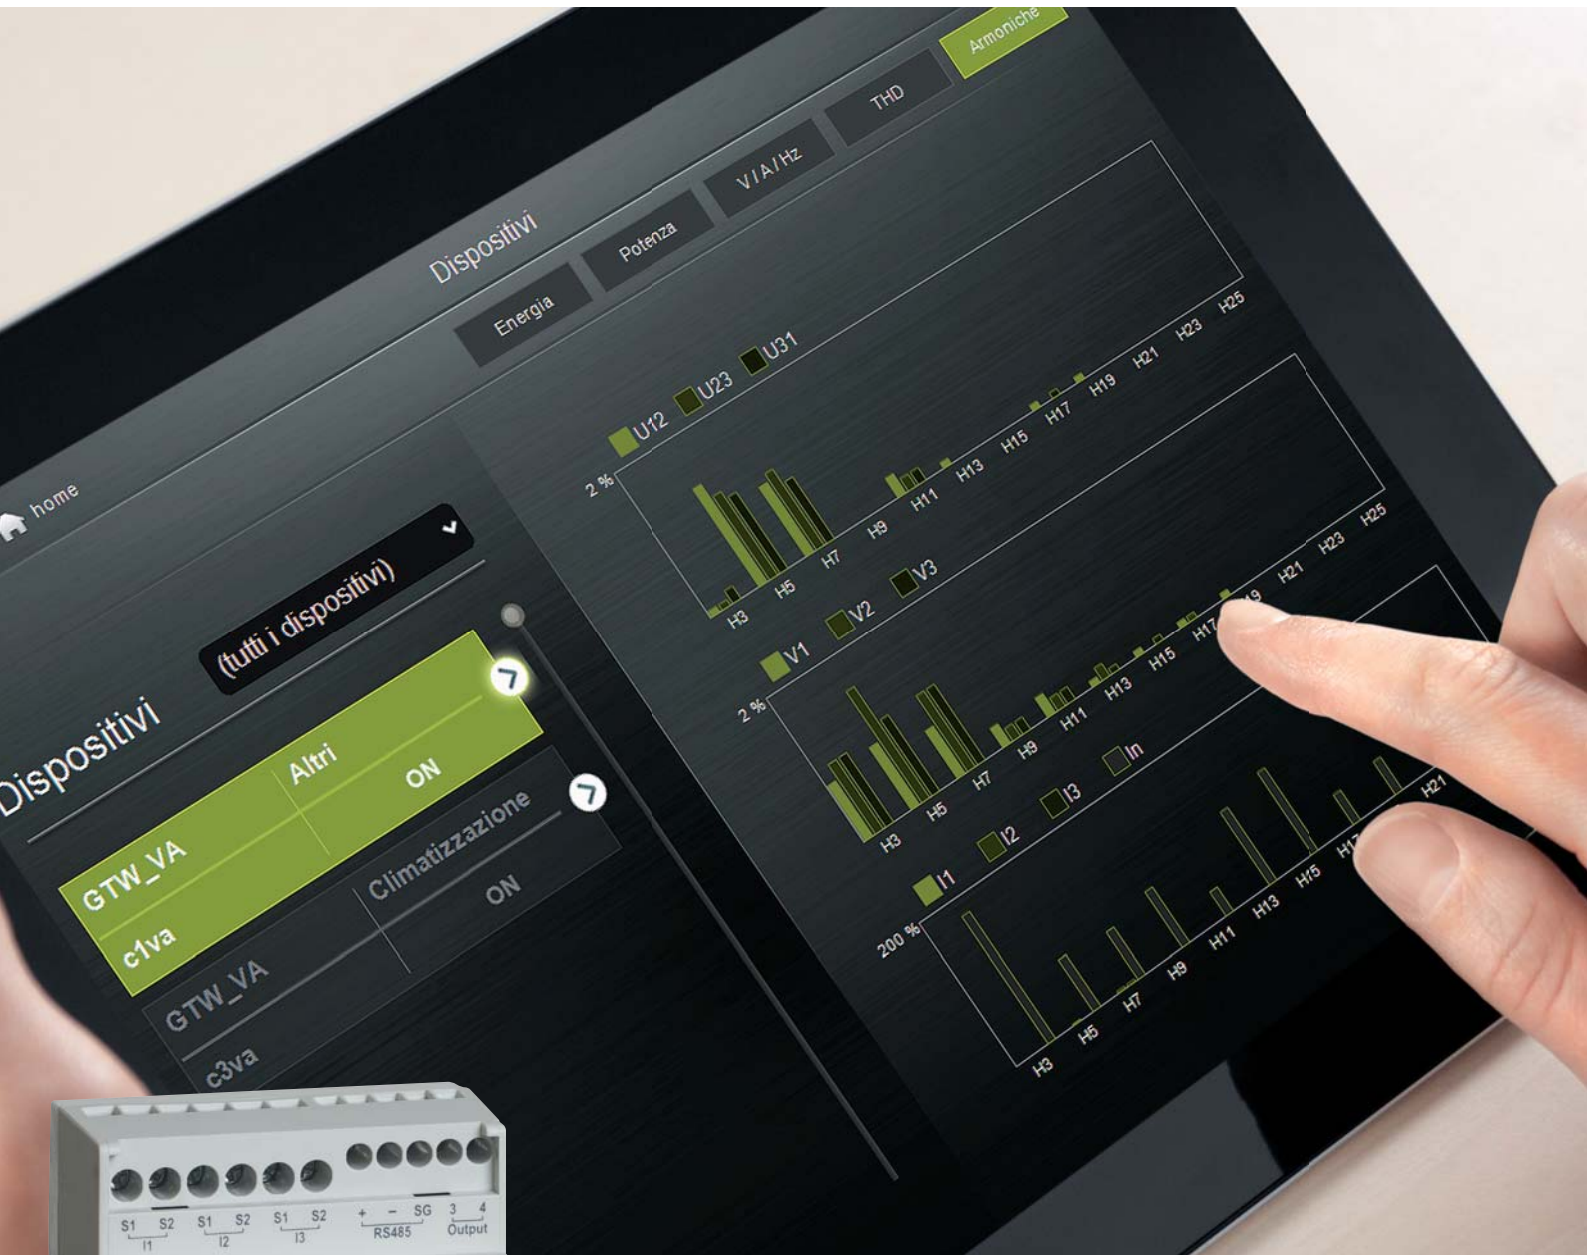 Dispositivi
Energia
Potenza
V / A / Hz
THD
Armoniche
home
Dispositivi
(tutti i dispositivi)
GTW_VA Altri
c1va ON
GTW_VA Climatizzazione
c3va ON
U12 U23 U31
2 %
H3 H5 H7 H9 H11 H13 H15 H17 H19 H21 H23 H25
V1 V2 V3
2 %
H3 H5 H7 H9 H11 H13 H15 H17 H21 H23 H25
I1 I2 I3 In
200 %
H3 H5 H7 H9 H11 H13 H15 H21
S1 S2 S1 S2 S1 S2 + – SG 3 4
I1 I2 I3 RS485 Output